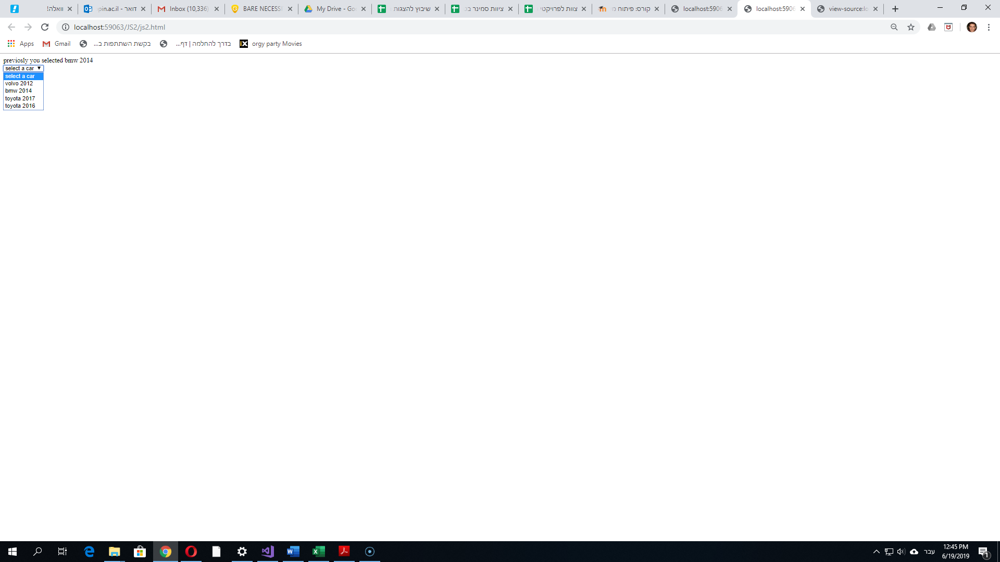 וואלה!
דואר - pin.ac.il
Inbox (10,336)
BARE NECESS
My Drive - Go
שיבוץ להצגות
ציוות סמינר בט
צוות לפרויקטי
קורס: פיתוח מ
localhost:5906
localhost:5906
view-source:lo
localhost:59063/JS2/js2.html
Apps
Gmail
בקשת השתתפות ב...
בדרך להחלמה | דף...
orgy party Movies
previosly you selected bmw 2014
select a car
select a car
volvo 2012
bmw 2014
toyota 2017
toyota 2016
עבר
12:45 PM
6/19/2019
1